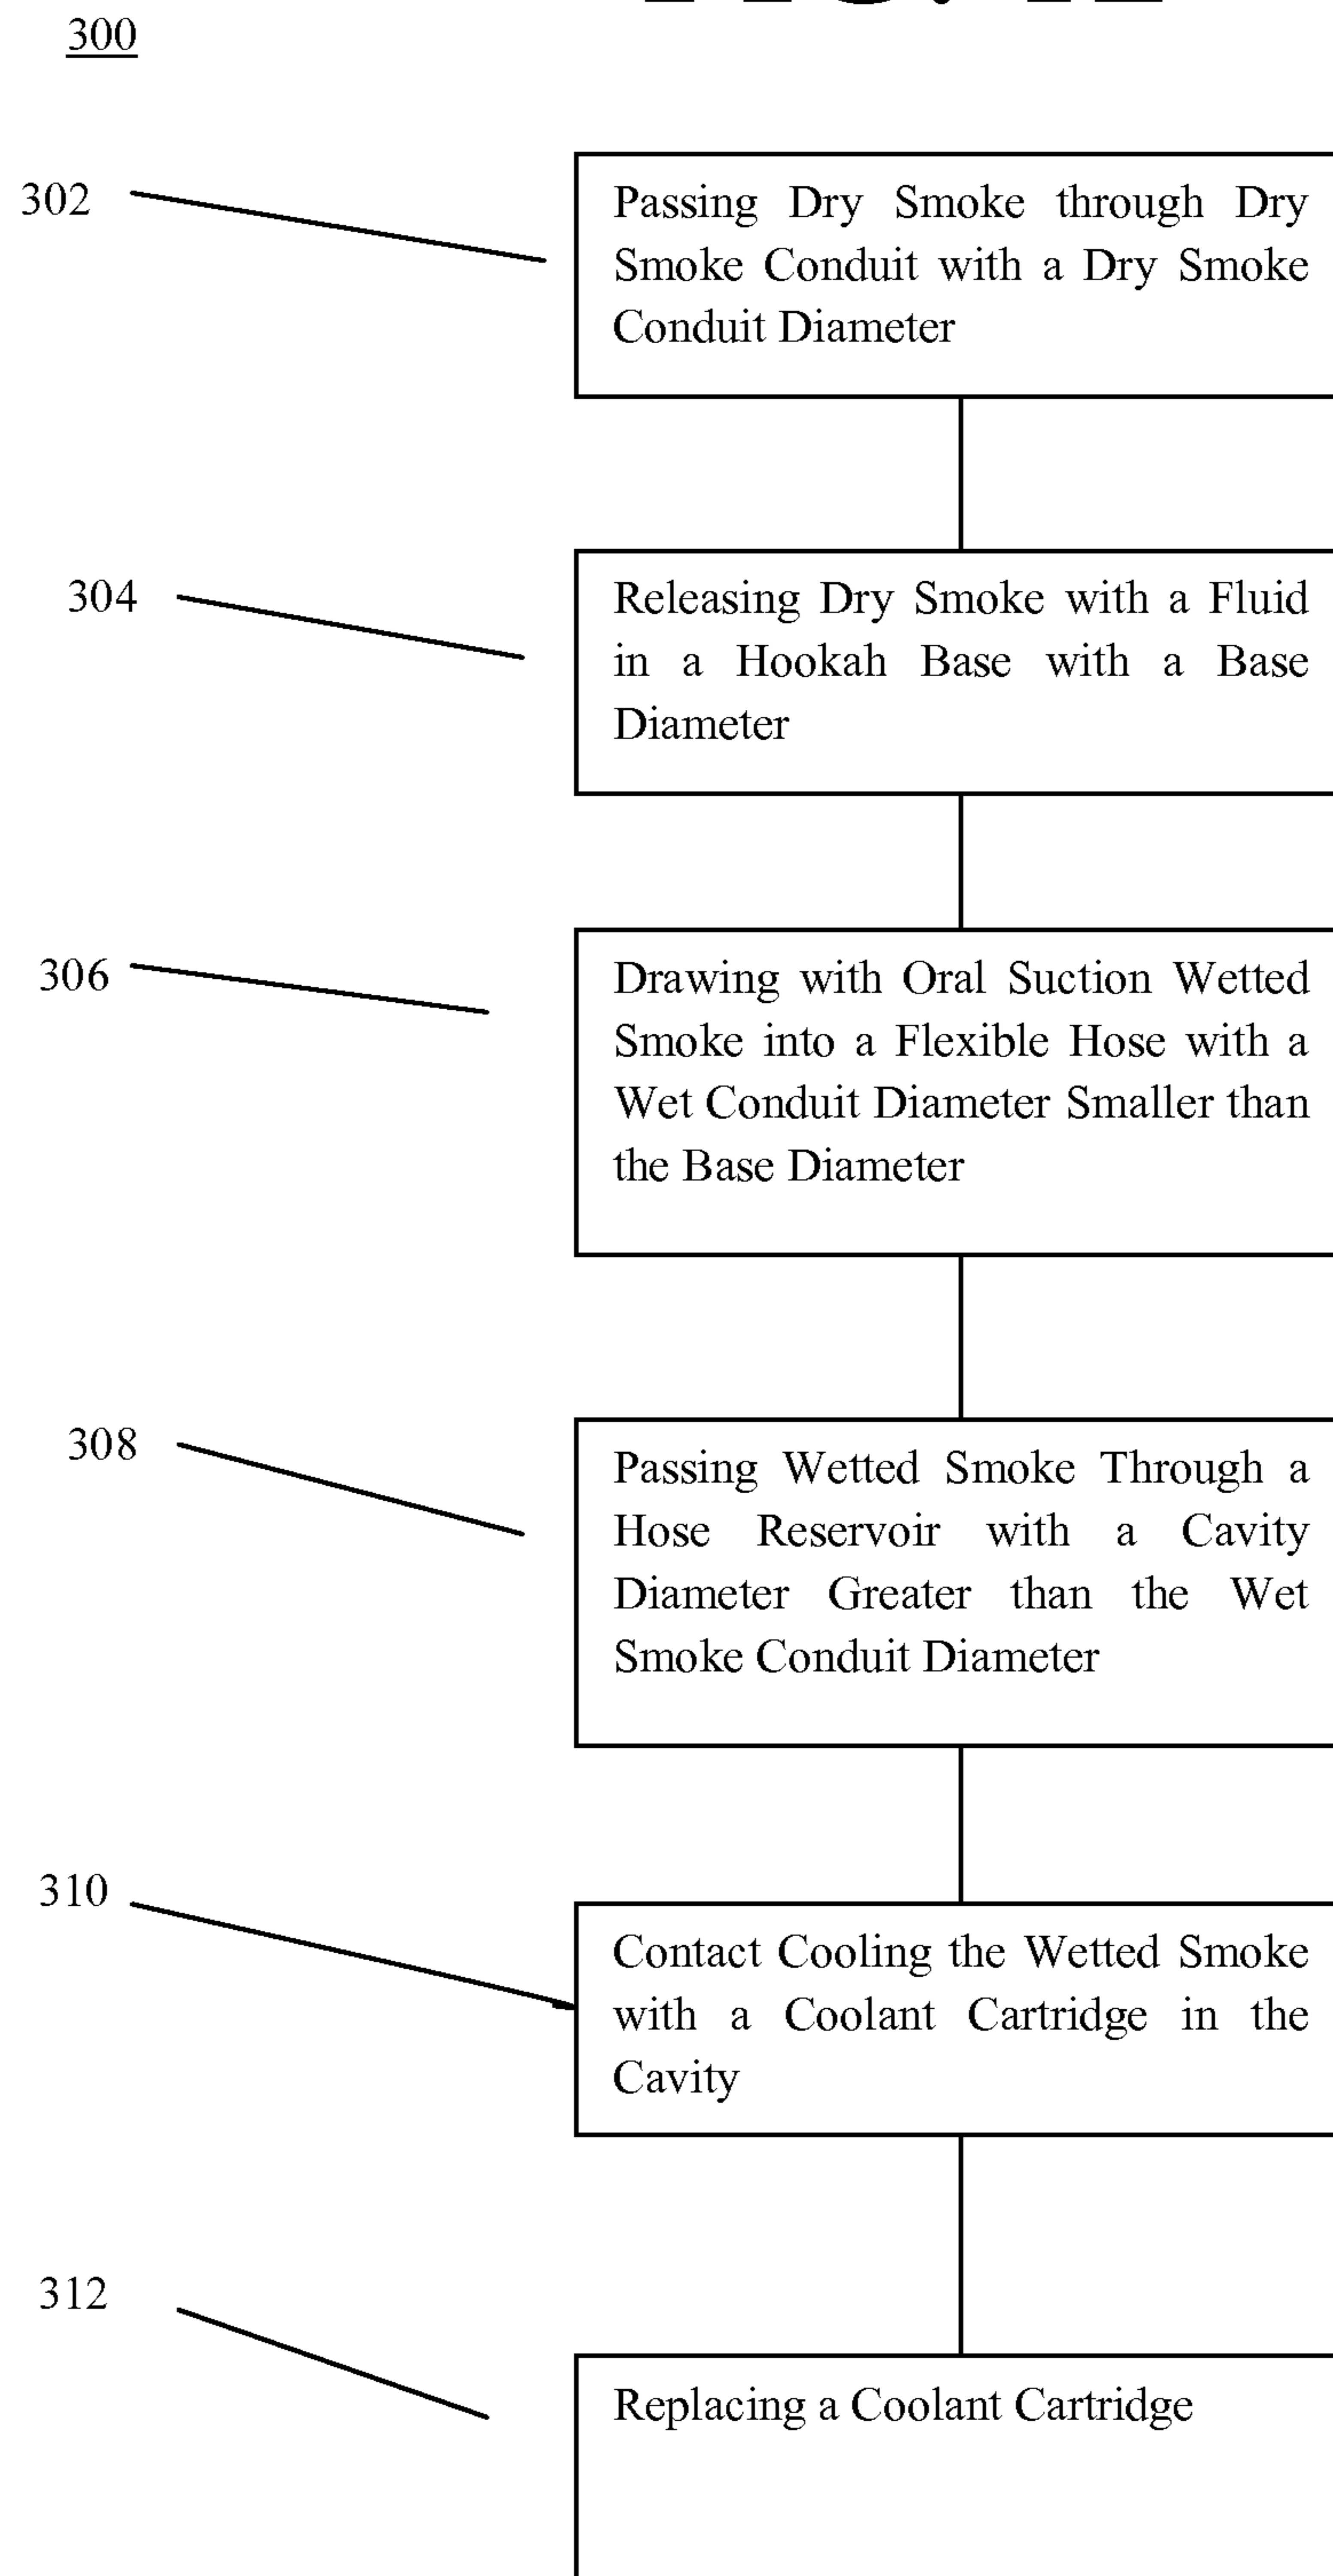 300
302
Passing Dry Smoke through Dry
Smoke Conduit with a Dry Smoke
Conduit Diameter
304
Releasing Dry Smoke with a Fluid
in a Hookah Base with a Base
Diameter
306
Drawing with Oral Suction Wetted
Smoke into a Flexible Hose with a
Wet Conduit Diameter Smaller than
the Base Diameter
308
Passing Wetted Smoke Through a
Hose Reservoir with a Cavity
Diameter Greater than the Wet
Smoke Conduit Diameter
310
Contact Cooling the Wetted Smoke
with a Coolant Cartridge in the
Cavity
312
Replacing a Coolant Cartridge